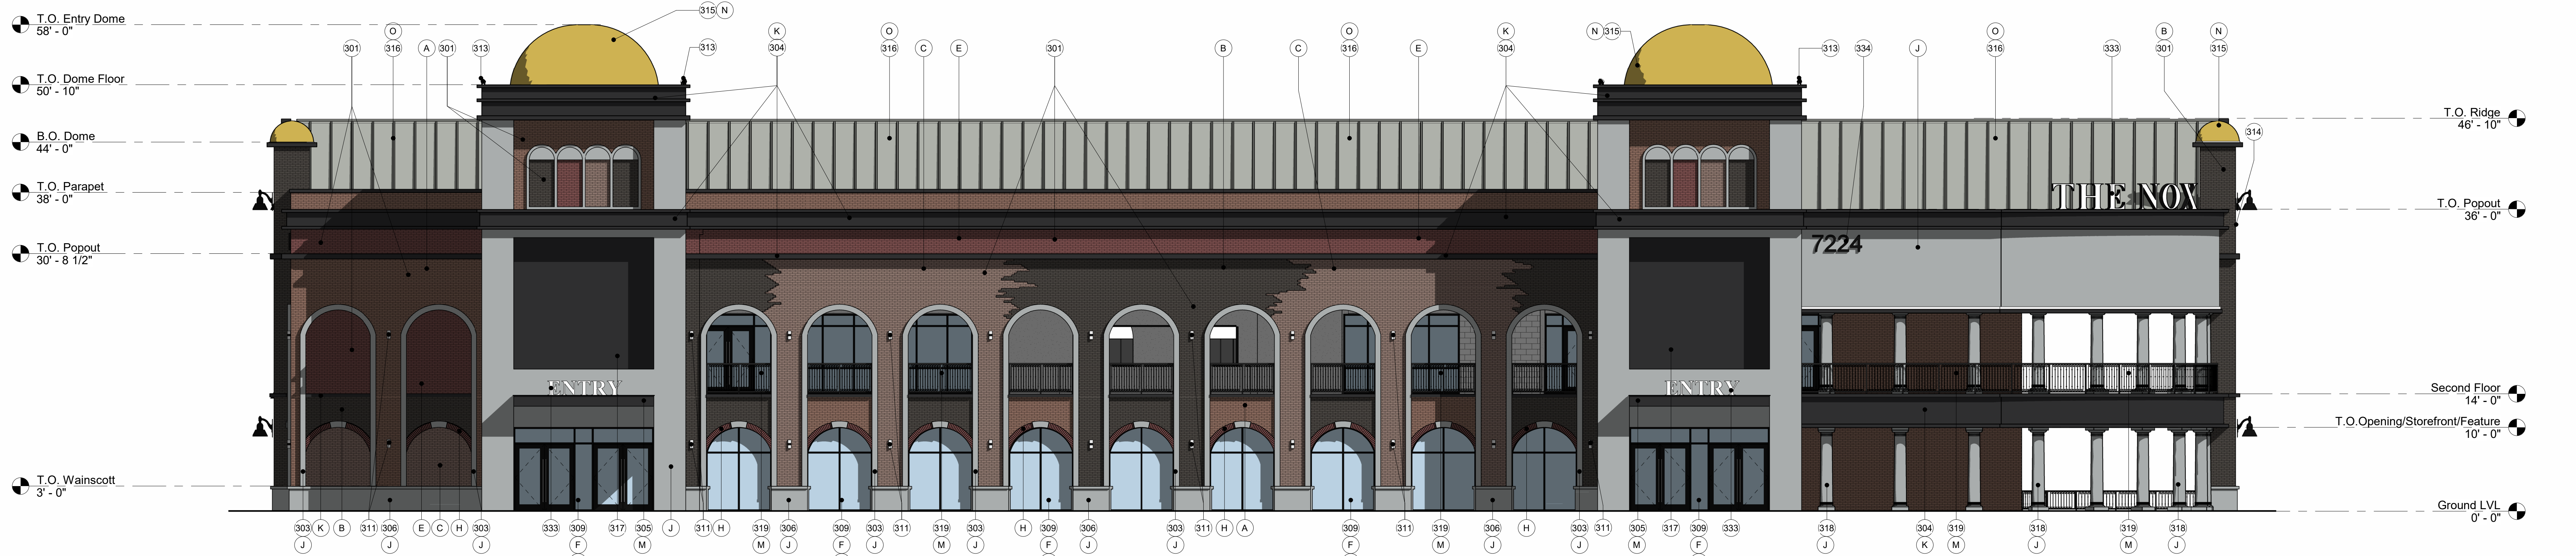 T.O. Entry Dome
58' - 0"
T.O. Dome Floor
50' - 10"
B.O. Dome
44' - 0"
T.O. Parapet
38' - 0"
T.O. Popout
30' - 8 1/2"
T.O. Wainscott
3' - 0"
315 N
O K O N 315 O B N
301 316 A 301 313 313 304 316 C E 301 B C 316 E K 304 313 334 J 316 333 301 315
314
T.O. Ridge
46' - 10"
T.O. Popout
36' - 0"
THE NOX
7224
ENTRY
ENTRY
Second Floor
14' - 0"
T.O.Opening/Storefront/Feature
10' - 0"
Ground LVL
0' - 0"
303 K B 311 306 E C H 303 333 309 317 305 J 311 H 319 306 309 303 311 319 303 H 309 306 303 311 H A 309 311 319 306 H 303 311 305 317 309 333 318 304 319 318 319 318
J J J F M M J F J M J F J J F M J J M F J K M J M J